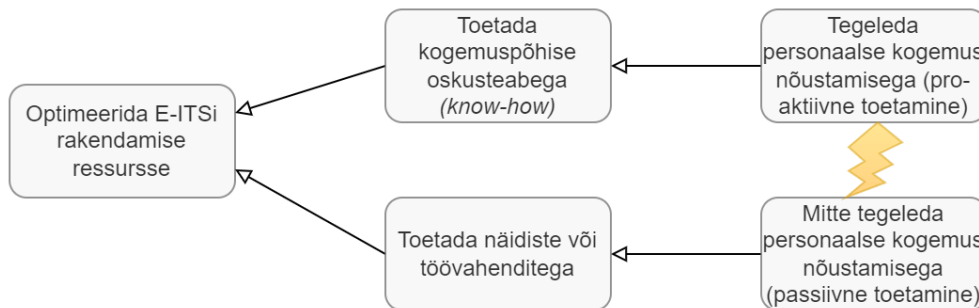 Optimeerida E-ITSi
rakendamise
ressursse
Toetada
kogemuspõhise
oskusteabega
(know-how)
Tegeleda
personaalse kogemus
nõustamisega (pro-
aktiivne toetamine)
Toetada näidiste või
töövahenditega
Mitte tegeleda
personaalse kogemus
nõustamisega
(passiivne toetamine)